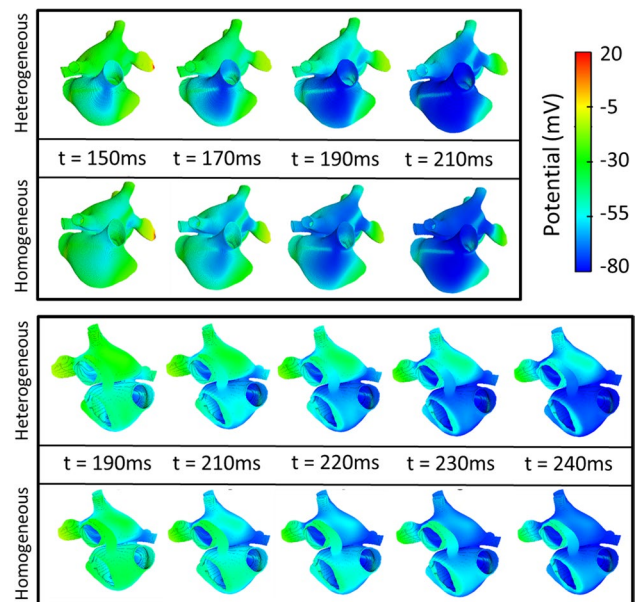 Heterogeneous
t = 150ms
t = 170ms
t = 190ms
t = 210ms
Homogeneous
Potential (mV)
20
-5
-30
-55
-80
Heterogeneous
t = 190ms
t = 210ms
t = 220ms
t = 230ms
t = 240ms
Homogeneous